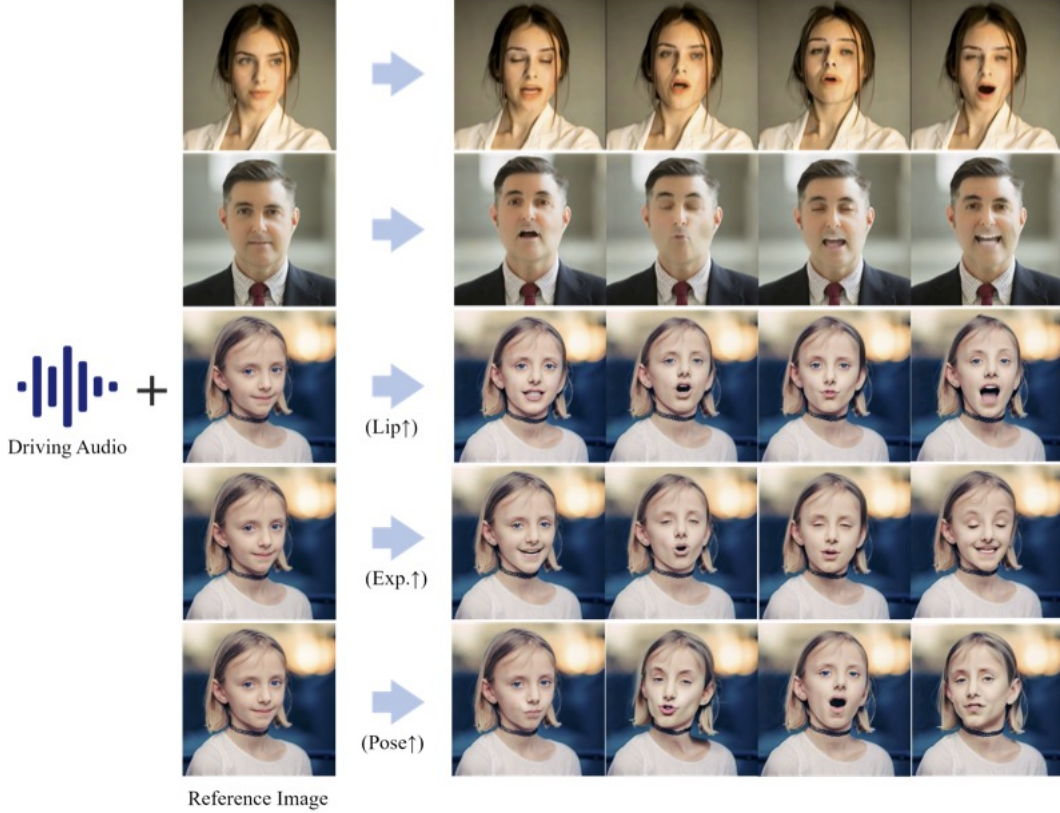 Driving Audio
+
(Lip↑)
(Exp.↑)
(Pose↑)
Reference Image